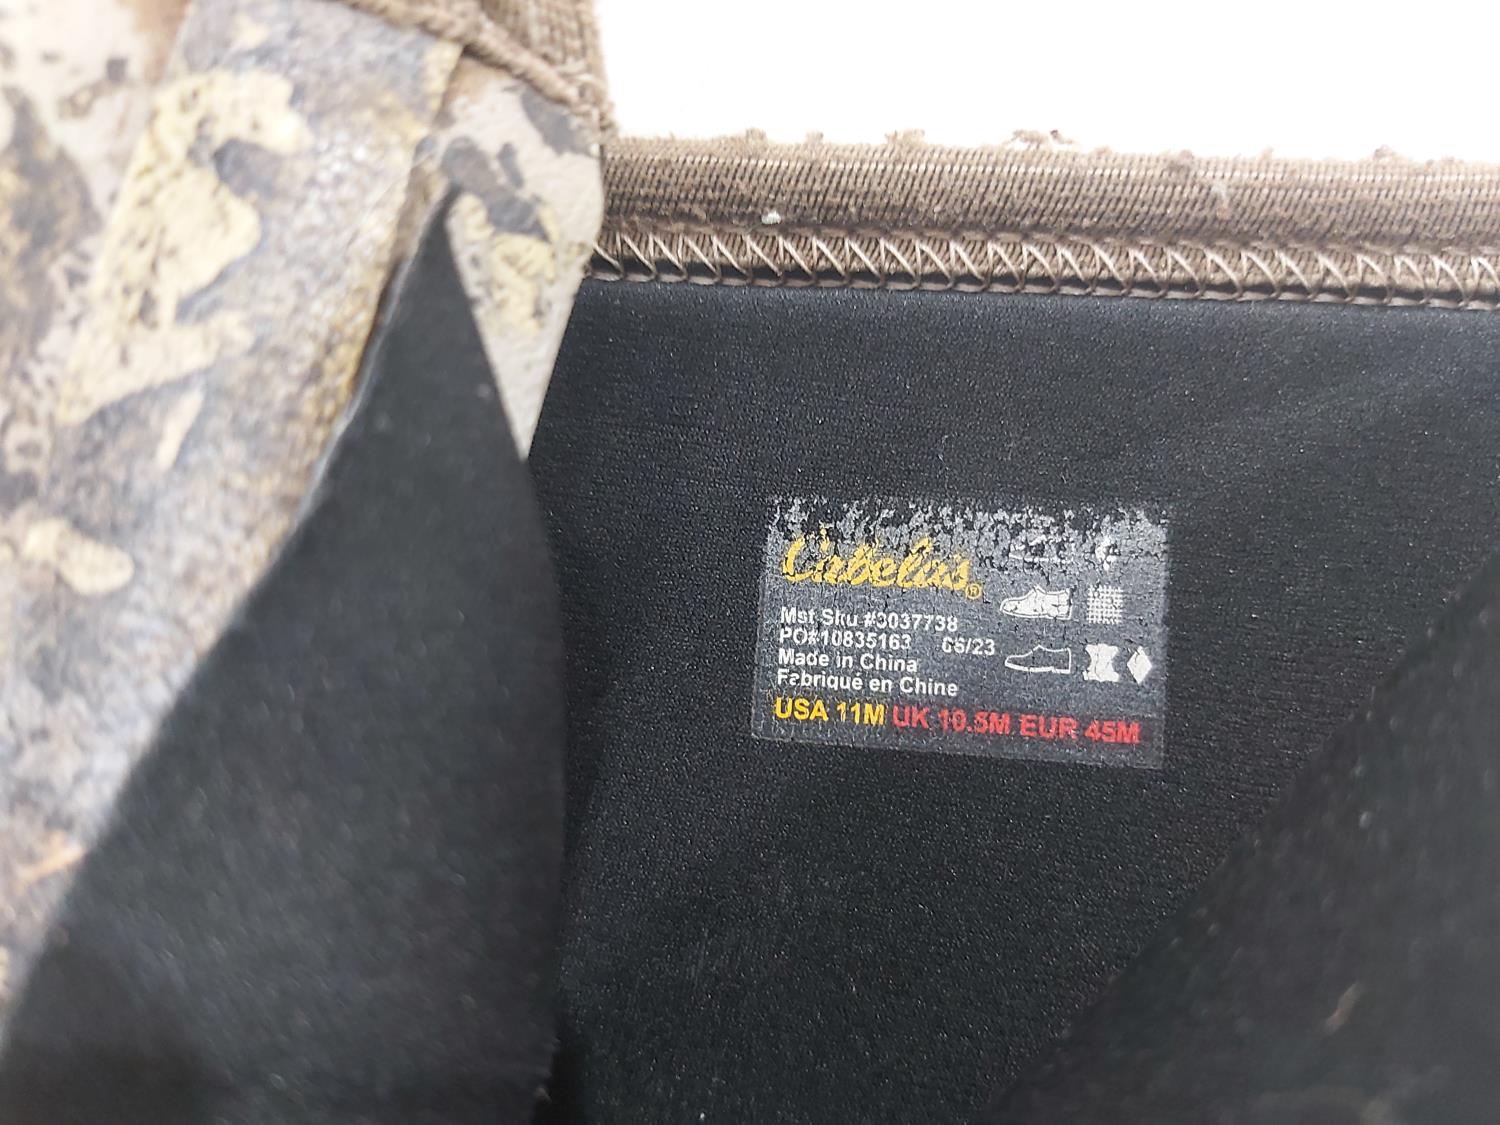 Cabela's®
Mst Sku #3037738
PO#10835163 06/23
Made in China
Fabriqué en Chine
USA 11M UK 10.5M EUR 45M